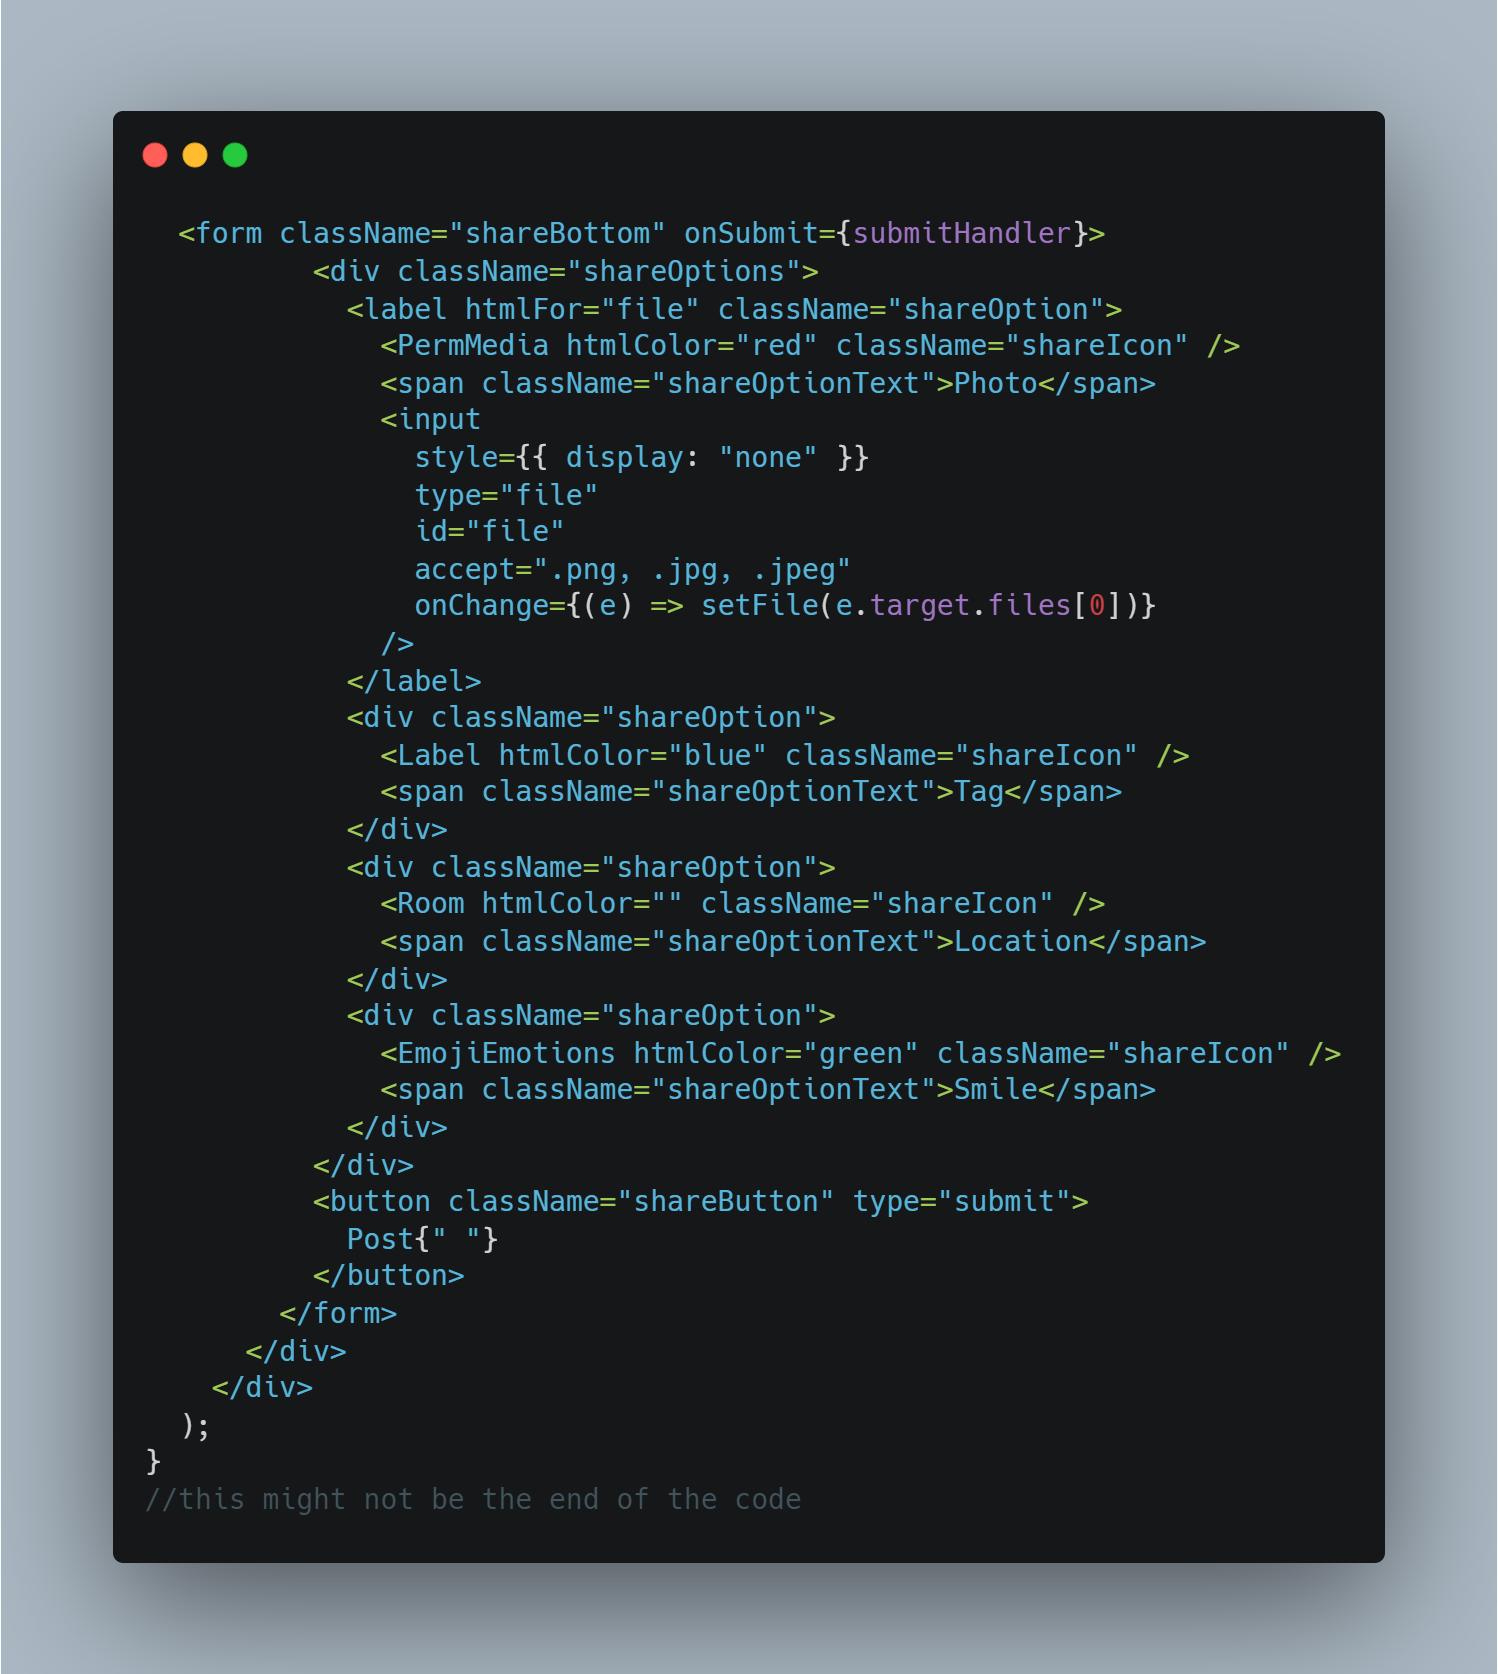 <form className="shareBottom" onSubmit={submitHandler}>
<div className="shareOptions">
<label htmlFor="file" className="shareOption">
<PermMedia htmlColor="red" className="shareIcon" />
<span className="shareOptionText">Photo</span>
<input
style={{ display: "none" }}
type="file"
id="file"
accept=".png, .jpg, .jpeg"
onChange={(e) => setFile(e.target.files[0])}
/>
</label>
<div className="shareOption">
<Label htmlColor="blue" className="shareIcon" />
<span className="shareOptionText">Tag</span>
</div>
<div className="shareOption">
<Room htmlColor="" className="shareIcon" />
<span className="shareOptionText">Location</span>
</div>
<div className="shareOption">
<EmojiEmotions htmlColor="green" className="shareIcon" />
<span className="shareOptionText">Smile</span>
</div>
</div>
<button className="shareButton" type="submit">
Post{" "}
</button>
</form>
</div>
</div>
);
}
//this might not be the end of the code